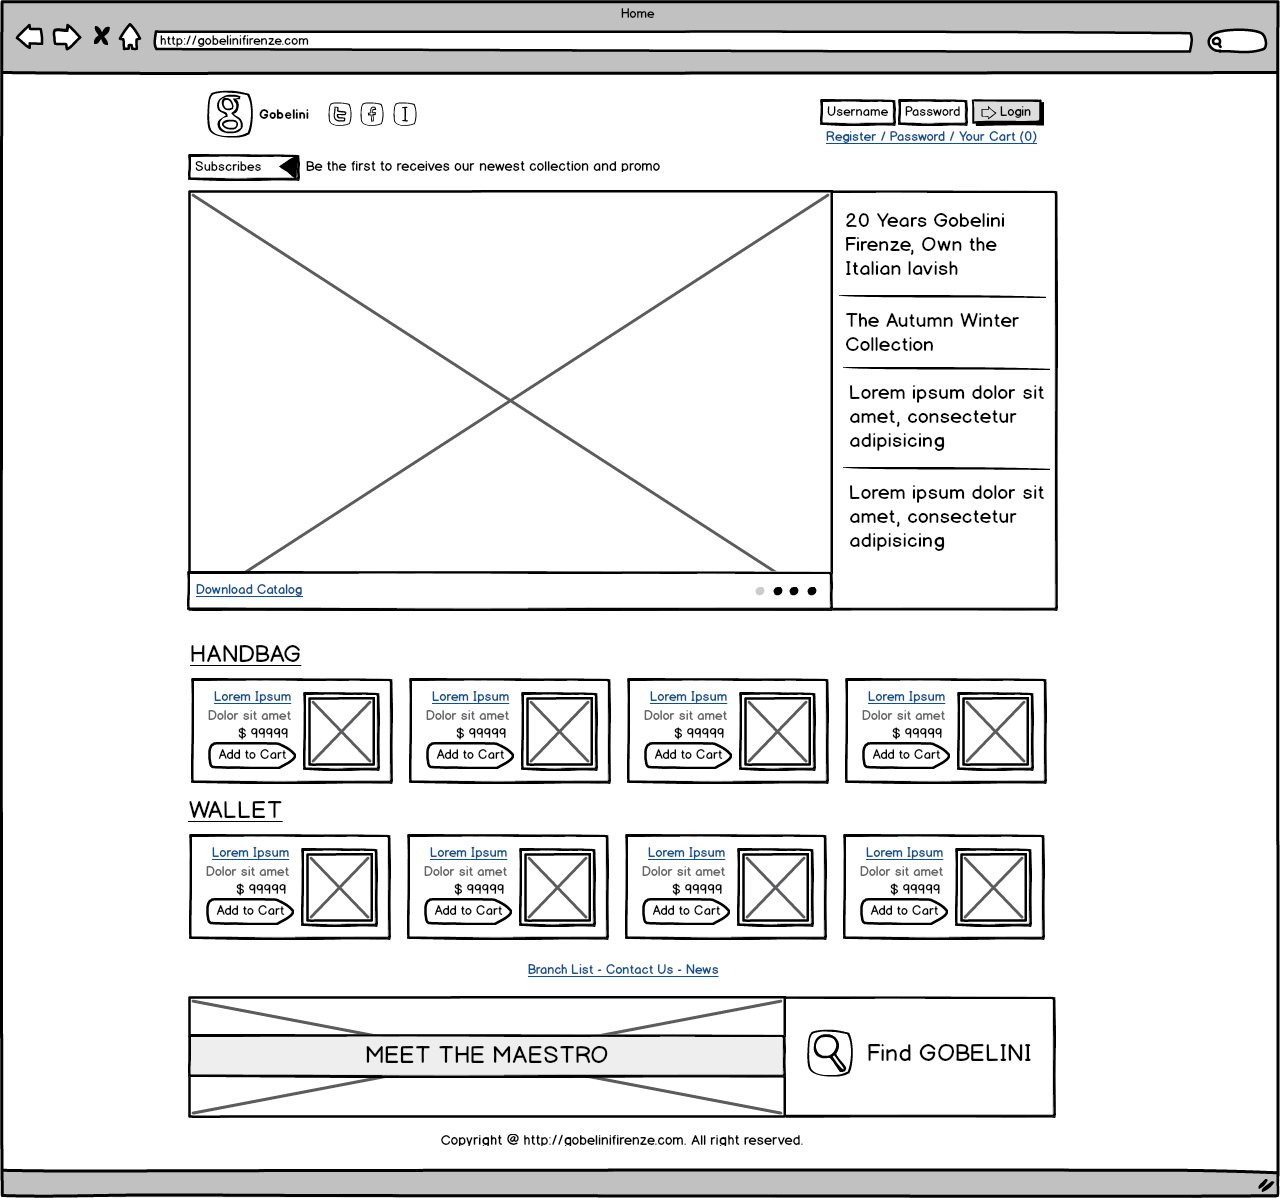 Home
http://gobelinifirenze.com
g Gobelini t f I
Username Password Login
Register / Password / Your Cart (0)
Subscribes Be the first to receives our newest collection and promo
20 Years Gobelini
Firenze, Own the
Italian lavish
The Autumn Winter
Collection
Lorem ipsum dolor sit
amet, consectetur
adipisicing
Lorem ipsum dolor sit
amet, consectetur
adipisicing
Download Catalog
HANDBAG
Lorem Ipsum
Dolor sit amet
$ 99999
Add to Cart
Lorem Ipsum
Dolor sit amet
$ 99999
Add to Cart
Lorem Ipsum
Dolor sit amet
$ 99999
Add to Cart
Lorem Ipsum
Dolor sit amet
$ 99999
Add to Cart
WALLET
Lorem Ipsum
Dolor sit amet
$ 99999
Add to Cart
Lorem Ipsum
Dolor sit amet
$ 99999
Add to Cart
Lorem Ipsum
Dolor sit amet
$ 99999
Add to Cart
Lorem Ipsum
Dolor sit amet
$ 99999
Add to Cart
Branch List - Contact Us - News
MEET THE MAESTRO
Find GOBELINI
Copyright @ http://gobelinifirenze.com. All right reserved.